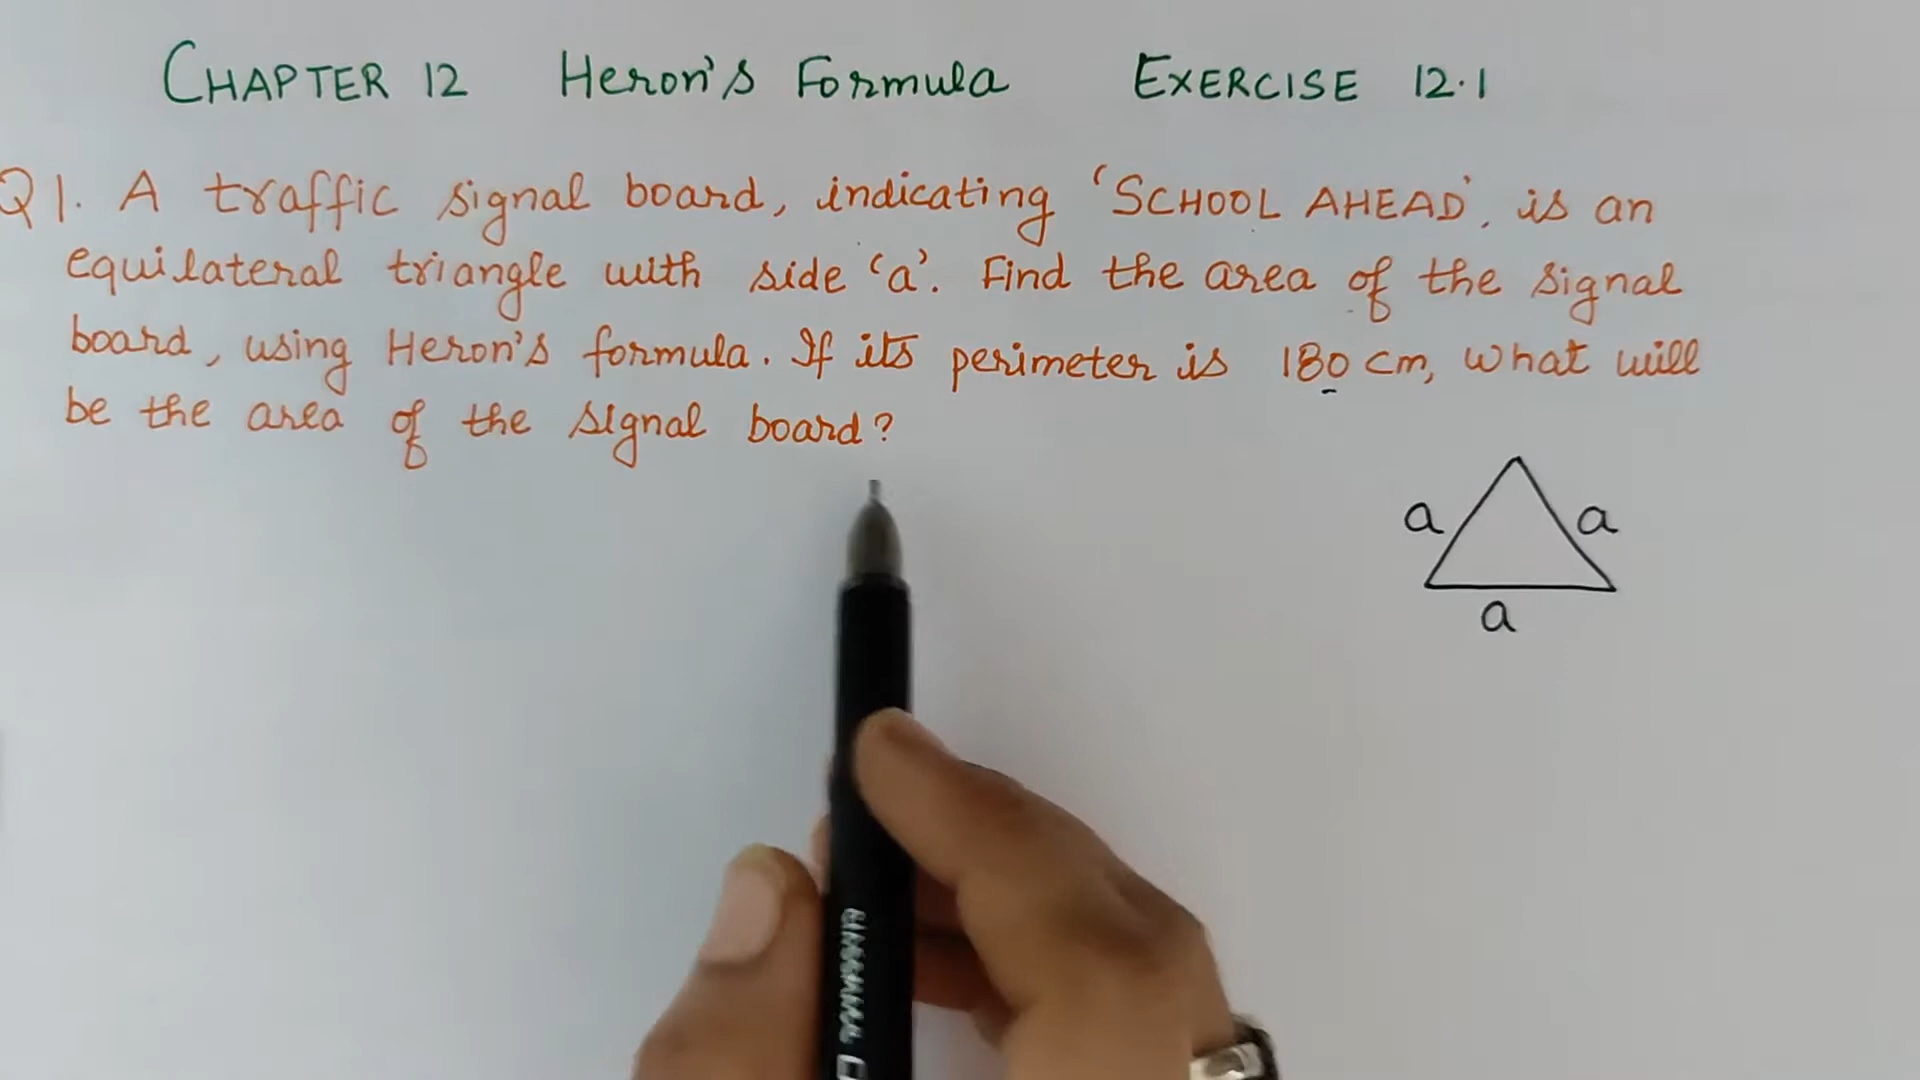 CHAPTER 12 Heron's Formula EXERCISE 12.1
Q1. A traffic signal board, indicating 'SCHOOL AHEAD', is an
equilateral triangle with side 'a'. Find the area of the signal
board, using Heron's formula. If its perimeter is 180 cm, what will
be the area of the signal board?
a a
a